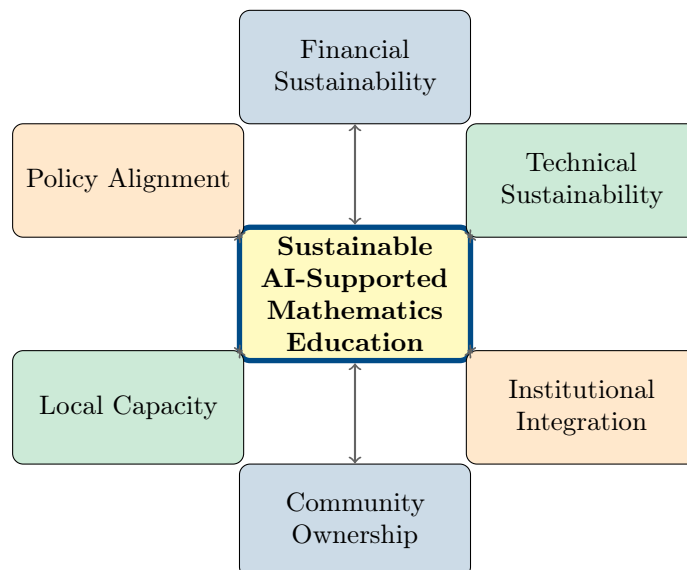 Financial
Sustainability
Policy Alignment
Technical
Sustainability
Sustainable
AI-Supported
Mathematics
Education
Local Capacity
Institutional
Integration
Community
Ownership